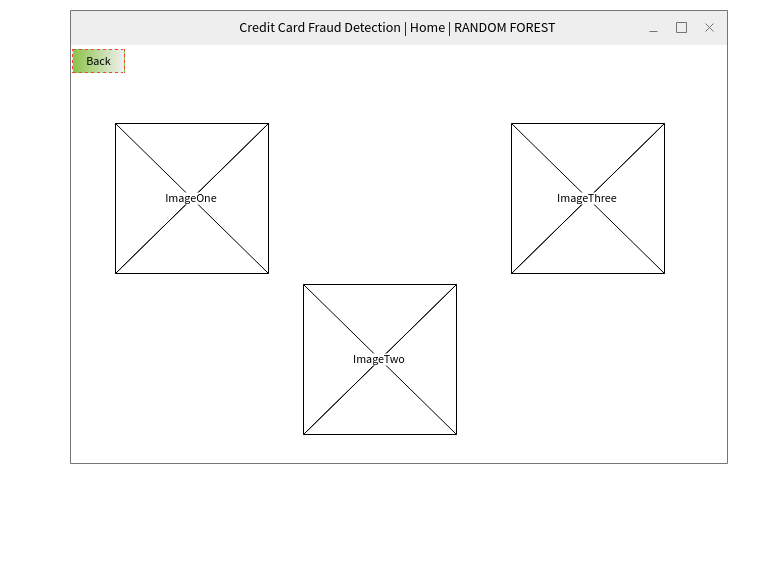 Credit Card Fraud Detection | Home | RANDOM FOREST
Back
ImageOne
ImageThree
ImageTwo